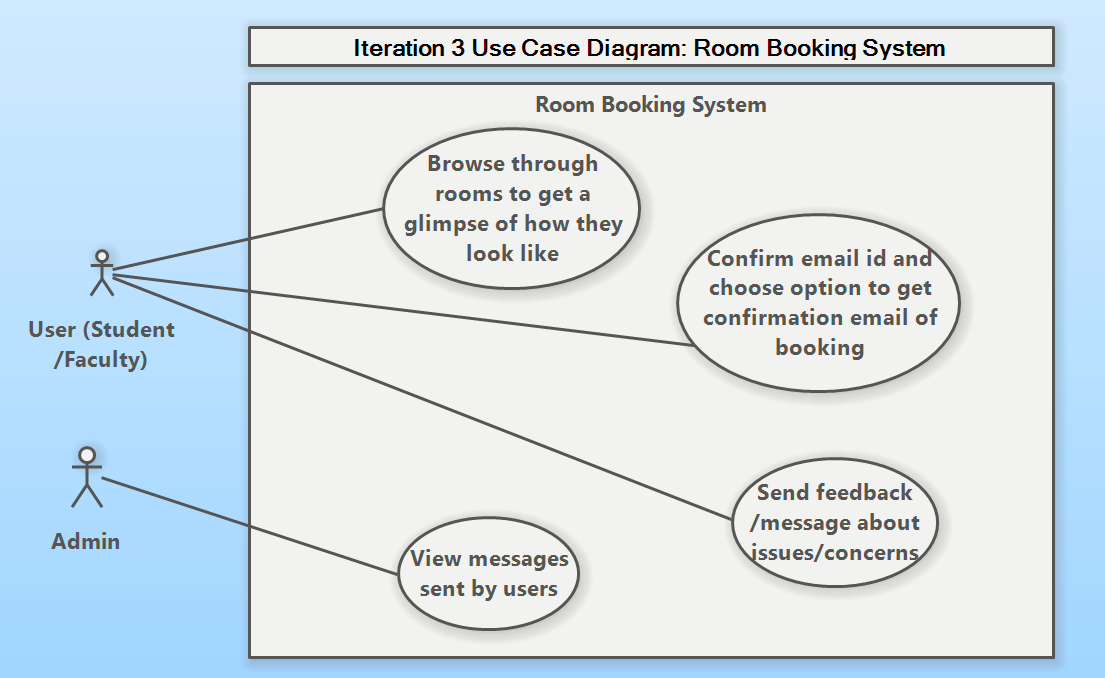 Iteration 3 Use Case Diagram: Room Booking System
Room Booking System
Browse through
rooms to get a
glimpse of how they
look like
Confirm email id and
choose option to get
confirmation email of
booking
User (Student
/Faculty)
Send feedback
/message about
issues/concerns
Admin
View messages
sent by users